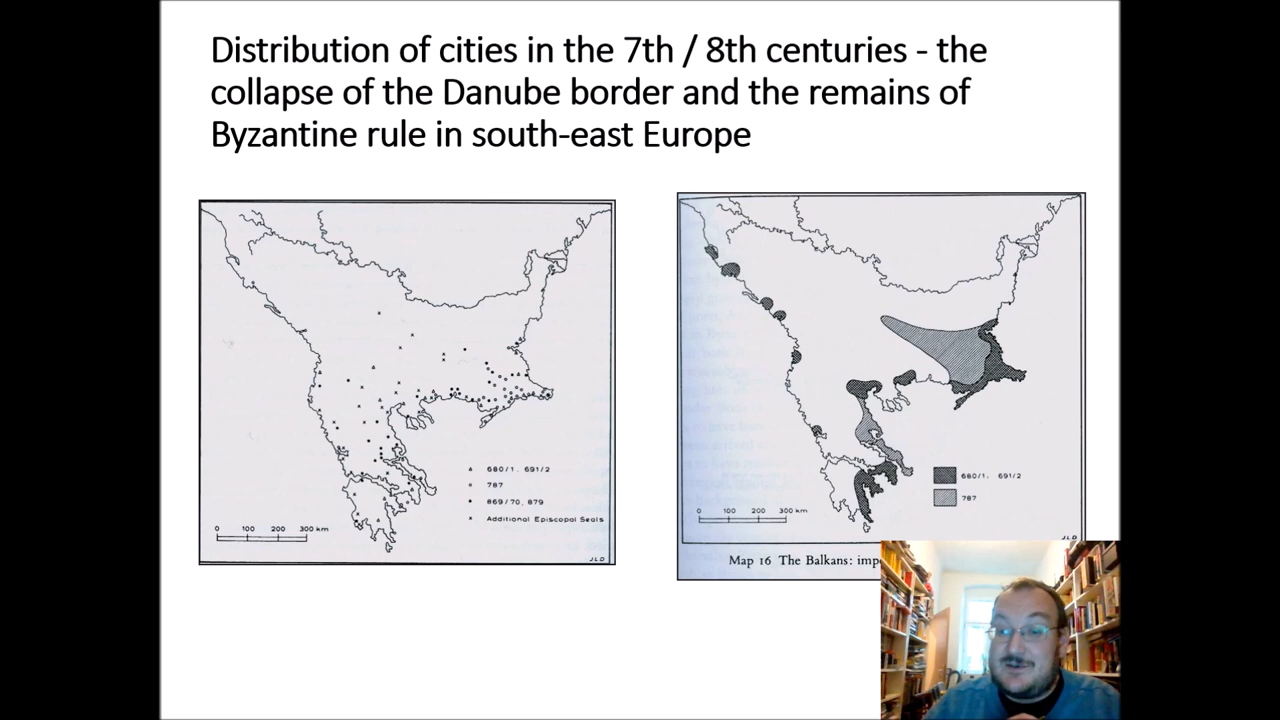 Distribution of cities in the 7th / 8th centuries - the
collapse of the Danube border and the remains of
Byzantine rule in south-east Europe
680/1. 691/2
787
869/70, 879
Additional Episcopal Seals
0 100 200 300 km
JLD
680/1. 691/2
787
0 100 200 300 km
JLD
Map 16 The Balkans: imp